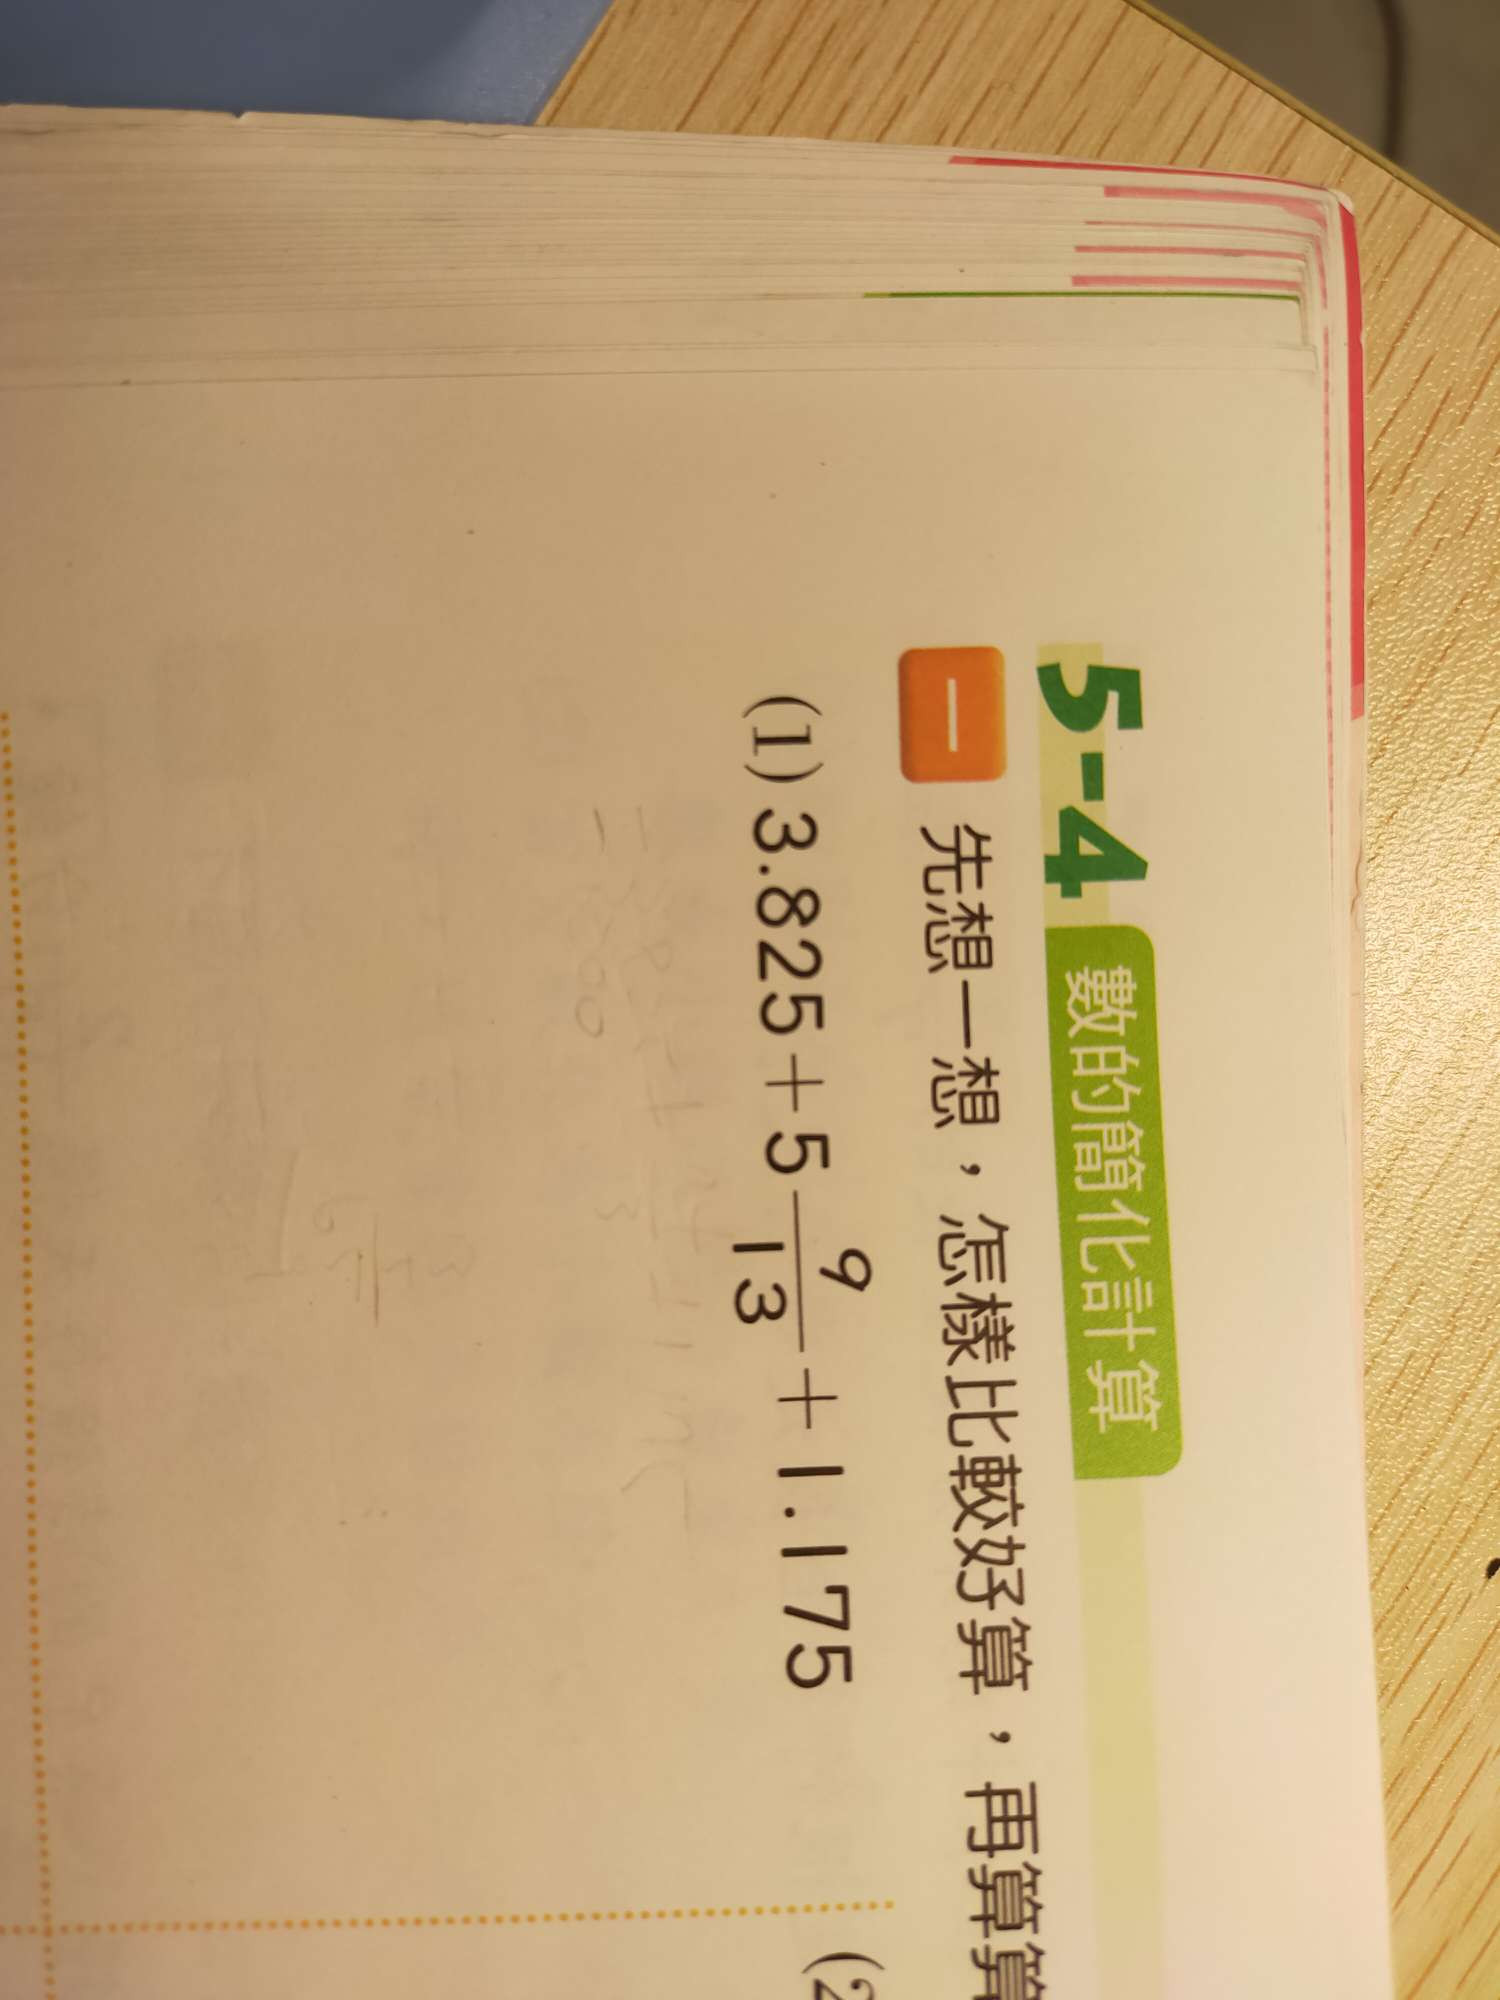 5-4 數的簡化計算
一 先想一想，怎樣比較好算，再算算
(1) 3.825+5 9/13+1.175
(2